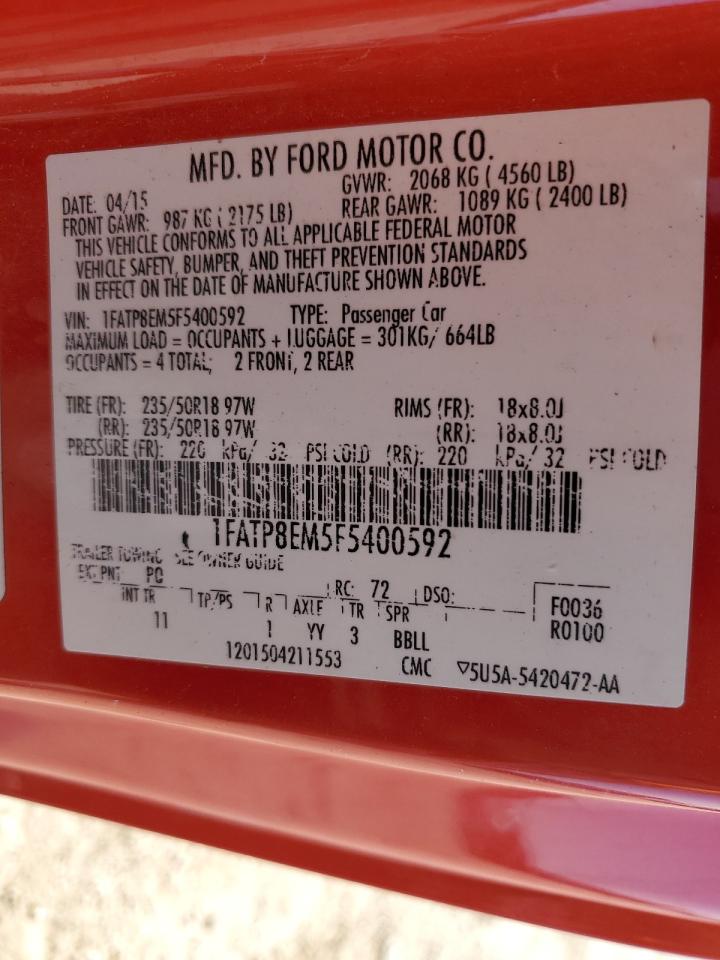 MFD. BY FORD MOTOR CO.
DATE: 04/15 GVWR: 2068 KG ( 4560 LB)
FRONT GAWR: 987 KG ( 2175 LB) REAR GAWR: 1089 KG ( 2400 LB)
THIS VEHICLE CONFORMS TO ALL APPLICABLE FEDERAL MOTOR
VEHICLE SAFETY, BUMPER, AND THEFT PREVENTION STANDARDS
IN EFFECT ON THE DATE OF MANUFACTURE SHOWN ABOVE.
VIN: 1FATP8EM5F5400592 TYPE: Passenger Car
MAXIMUM LOAD = OCCUPANTS + LUGGAGE = 301KG/ 664LB
OCCUPANTS = 4 TOTAL; 2 FRONT, 2 REAR
TIRE (FR): 235/50R18 97W RIMS (FR): 18x8.0J
(RR): 235/50R18 97W (RR): 18x8.0J
PRESSURE (FR): 220 kPa/ 32 PSI COLD (RR): 220 kPa/ 32 PSI COLD
1FATP8EM5F5400592
TRAILER TOWING SEE OWNER GUIDE
EXT PNT PQ RC: 72 DSO: F0036
INT TR TP/PS R AXLE TR SPR R0100
11 1 YY 3 BBLL
1201504211553 CMC ▽5U5A-5420472-AA